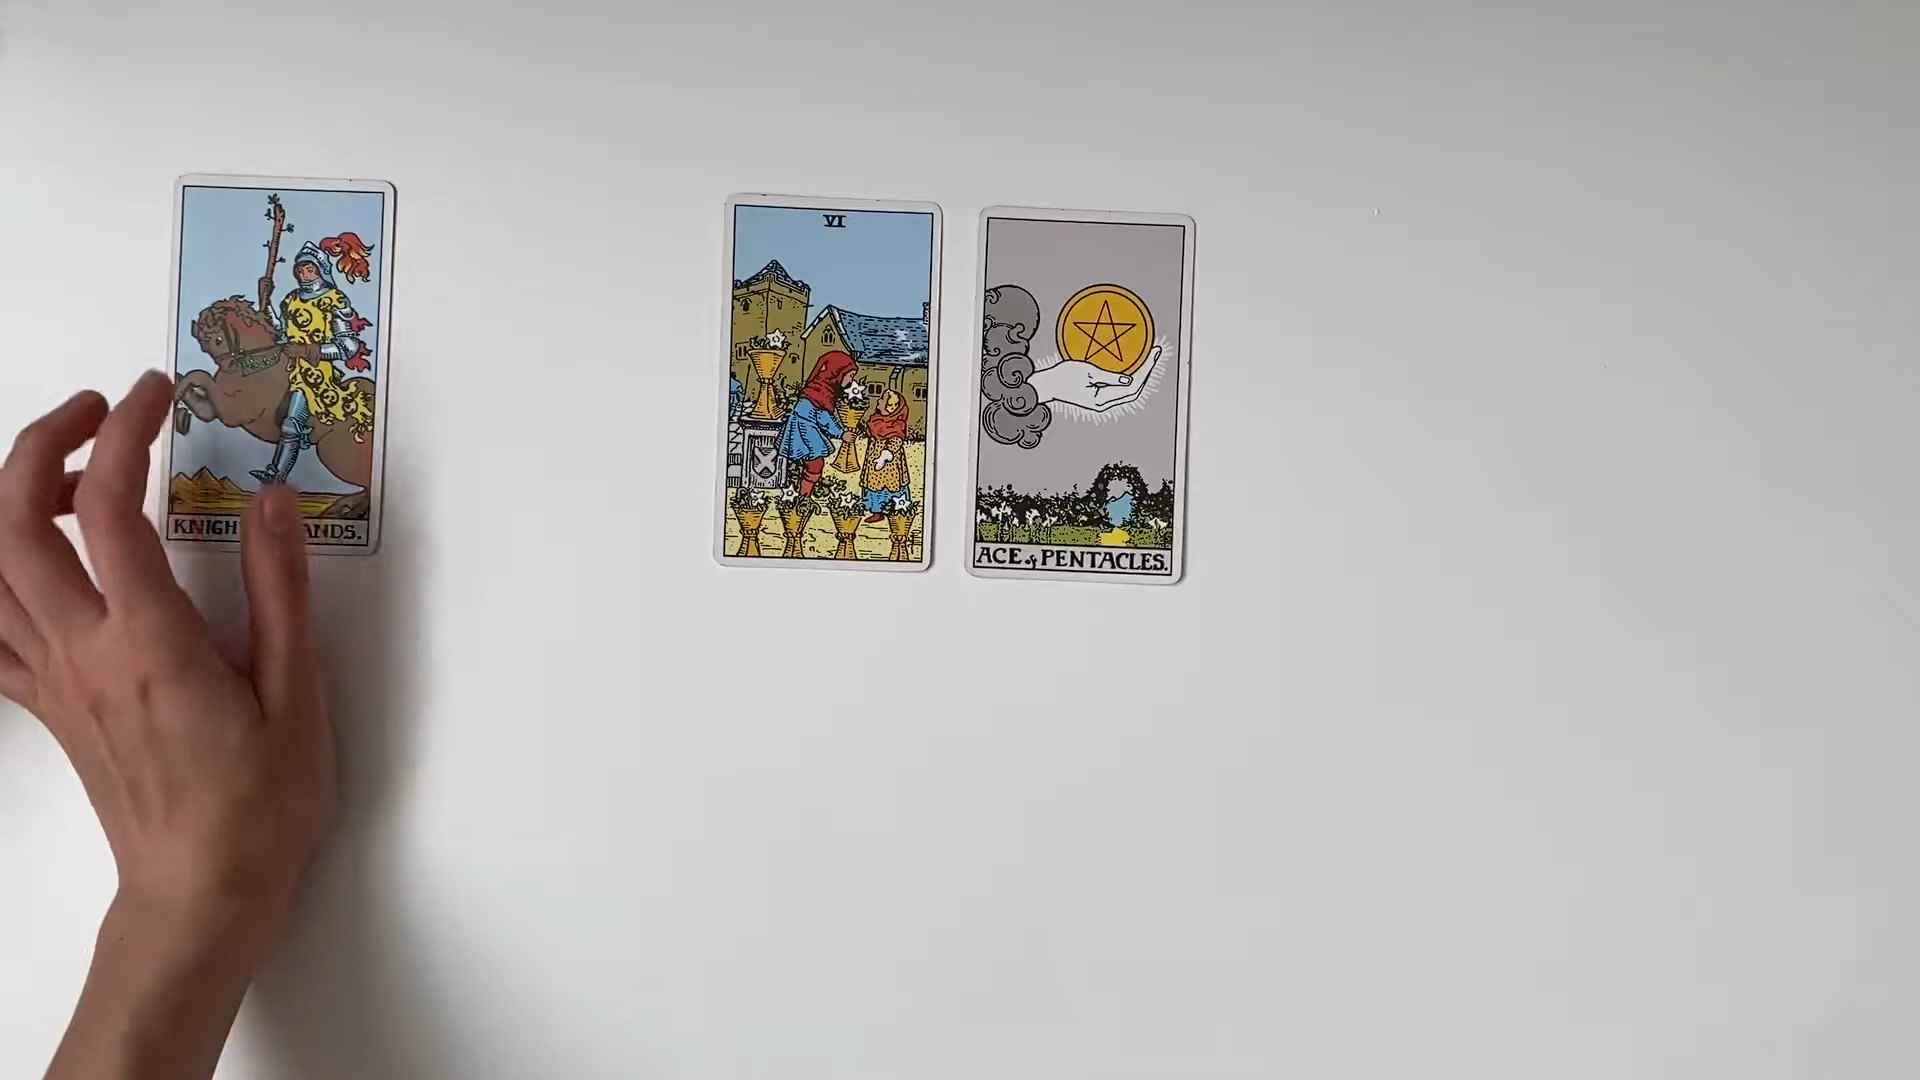 KNIGH ANDS.
VI
ACE of PENTACLES.